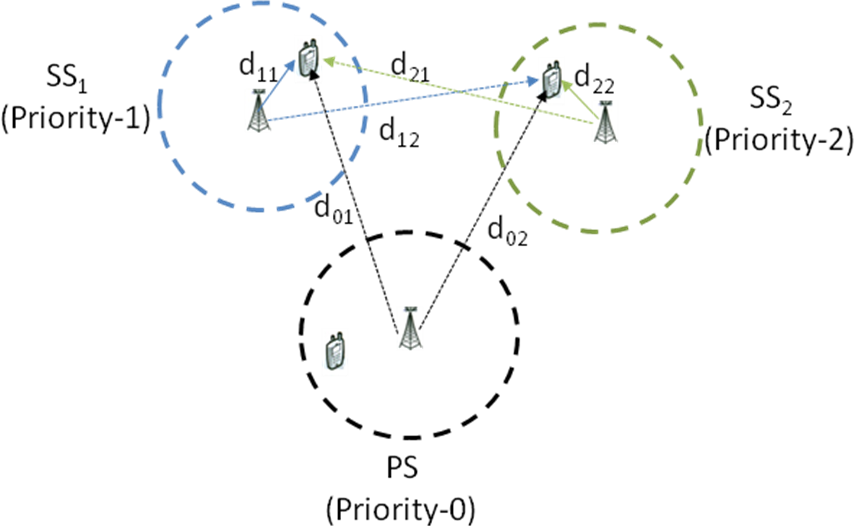 SS₁
(Priority-1)
d₁₁
d₂₁
d₂₂
SS₂
(Priority-2)
d₁₂
d₀₁
d₀₂
PS
(Priority-0)